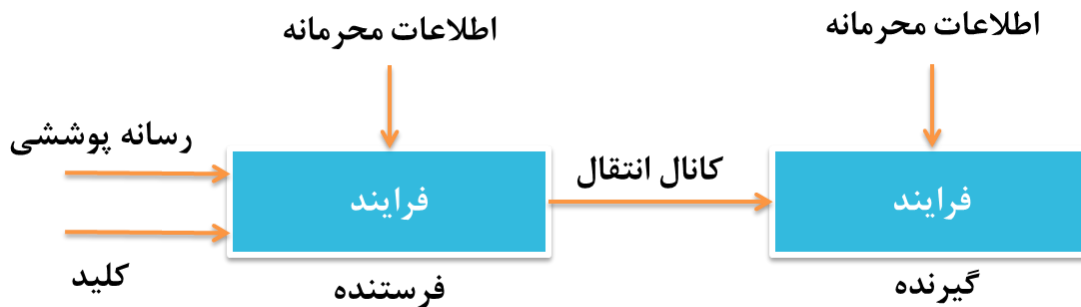 اطلاعات محرمانه
اطلاعات محرمانه
رسانه پوششی
کانال انتقال
فرایند
فرایند
کلید
فرستنده
گیرنده